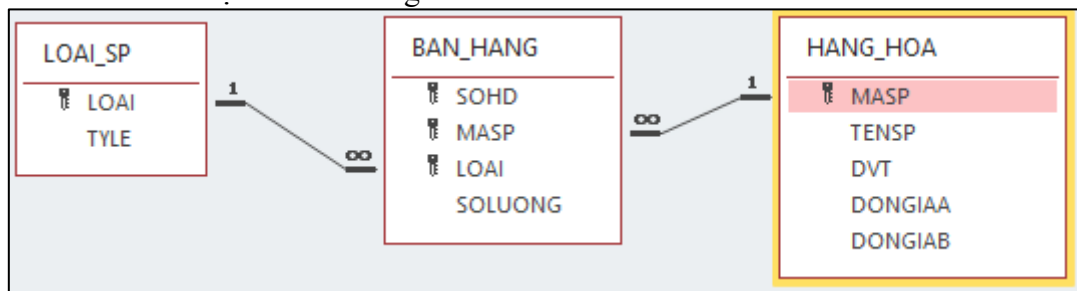 LOAI_SP
LOAI
TYLE
1
∞
BAN_HANG
SOHD
MASP
LOAI
SOLUONG
∞
1
HANG_HOA
MASP
TENSP
DVT
DONGIAA
DONGIAB